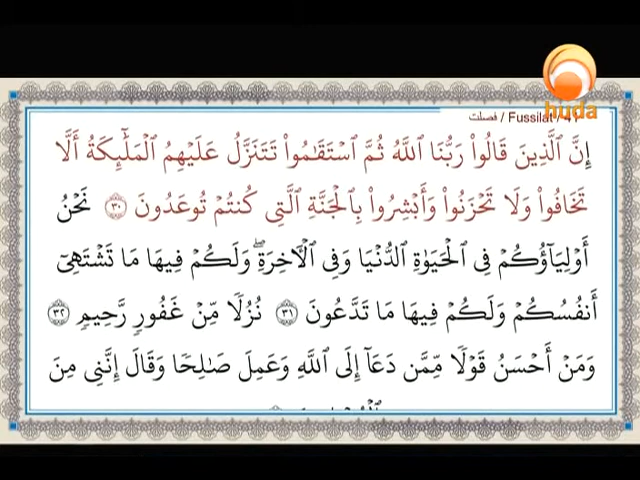 huda
فصلت / Fussilat
إِنَّ ٱلَّذِينَ قَالُوا۟ رَبُّنَا ٱللَّهُ ثُمَّ ٱسْتَقَـٰمُوا۟ تَتَنَزَّلُ عَلَيْهِمُ ٱلْمَلَـٰٓئِكَةُ أَلَّا
تَخَافُوا۟ وَلَا تَحْزَنُوا۟ وَأَبْشِرُوا۟ بِٱلْجَنَّةِ ٱلَّتِى كُنتُمْ تُوعَدُونَ ٣٠ نَحْنُ
أَوْلِيَآؤُكُمْ فِى ٱلْحَيَوٰةِ ٱلدُّنْيَا وَفِى ٱلْـَٔاخِرَةِ ۖ وَلَكُمْ فِيهَا مَا تَشْتَهِىٓ
أَنفُسُكُمْ وَلَكُمْ فِيهَا مَا تَدَّعُونَ ٣١ نُزُلًا مِّنْ غَفُورٍ رَّحِيمٍ ٣٢
وَمَنْ أَحْسَنُ قَوْلًا مِّمَّن دَعَآ إِلَى ٱللَّهِ وَعَمِلَ صَـٰلِحًا وَقَالَ إِنَّنِى مِنَ